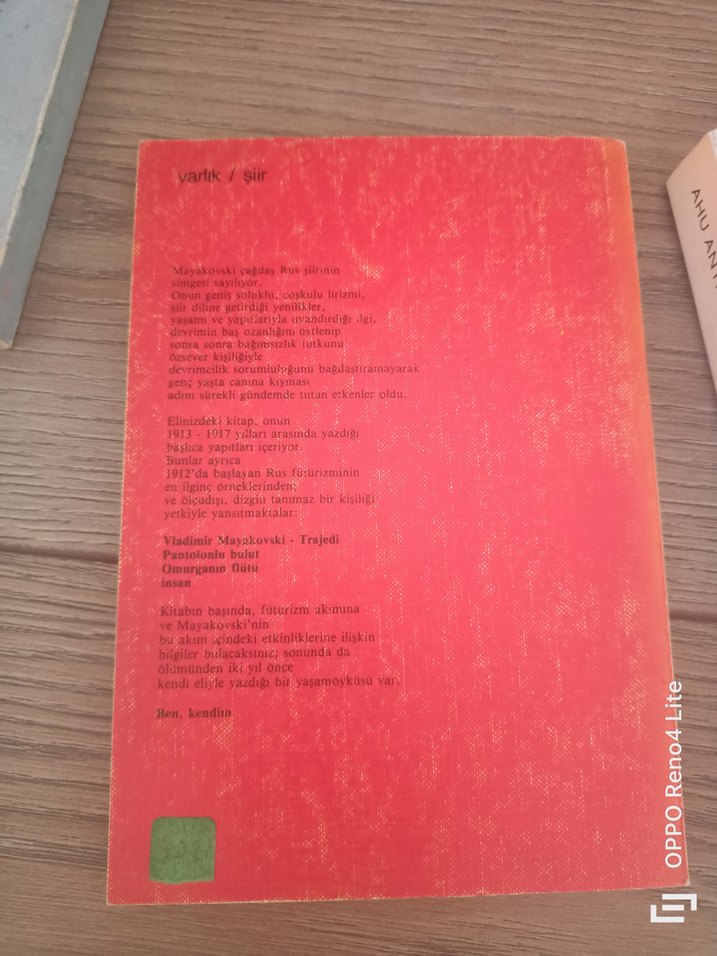 varlık / şiir
Mayakovski çağdaş Rus şiirinin
simgesi sayılıyor.
Onun geniş soluklu, coşkulu lirizmi,
şiir diline getirdiği yenilikler,
yaşamı ve yapıtlarıyla uyandırdığı ilgi,
devrimin baş ozanlığını üstlenip
sonra sonra bağımsızlık tutkunu
özsever kişiliğiyle
devrimcilik sorumluluğunu bağdaştıramayarak
genç yaşta canına kıyması
adını sürekli gündemde tutan etkenler oldu.
Elinizdeki kitap, onun
1913 - 1917 yılları arasında yazdığı
başlıca yapıtları içeriyor.
Bunlar ayrıca
1912'da başlayan Rus fütürizminin
en ilginç örneklerinden;
ve ölçüdışı, dizgin tanımaz bir kişiliği
yetkiyle yansıtmaktalar:
Vladimir Mayakovski - Trajedi
Pantolonlu bulut
Omurganın flütü
insan
Kitabın başında, fütürizm akımına
ve Mayakovski'nin
bu akım içindeki etkinliklerine ilişkin
bilgiler bulacaksınız; sonunda da
ölümünden iki yıl önce
kendi eliyle yazdığı bir yaşamöyküsü var.
Ben, kendim
AHU AN
OPPO Reno4 Lite